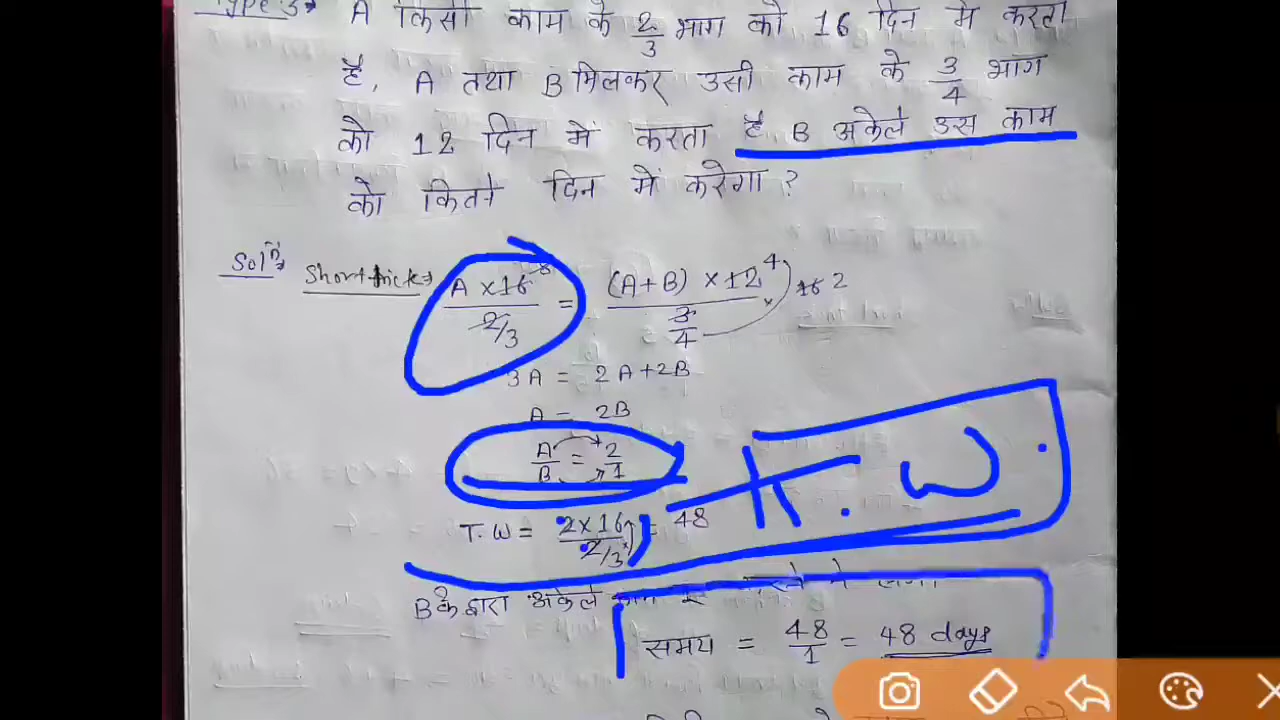 Type 3→ A किसी काम के 2/3 भाग को 16 दिन में करता
है, A तथा B मिलकर उसी काम के 3/4 भाग
को 12 दिन में करता है B अकेले उस काम
को कितने दिन में करेगा ?
Solⁿ→ Short trick→ A×16/2/3 = (A+B)×12/3/4
3A = 2A+2B
A = 2B
A/B = 2/1
T.W = 2×16/2/3 = 48
T.W.
B के द्वारा अकेले करने में लगा
समय = 48/1 = 48 days